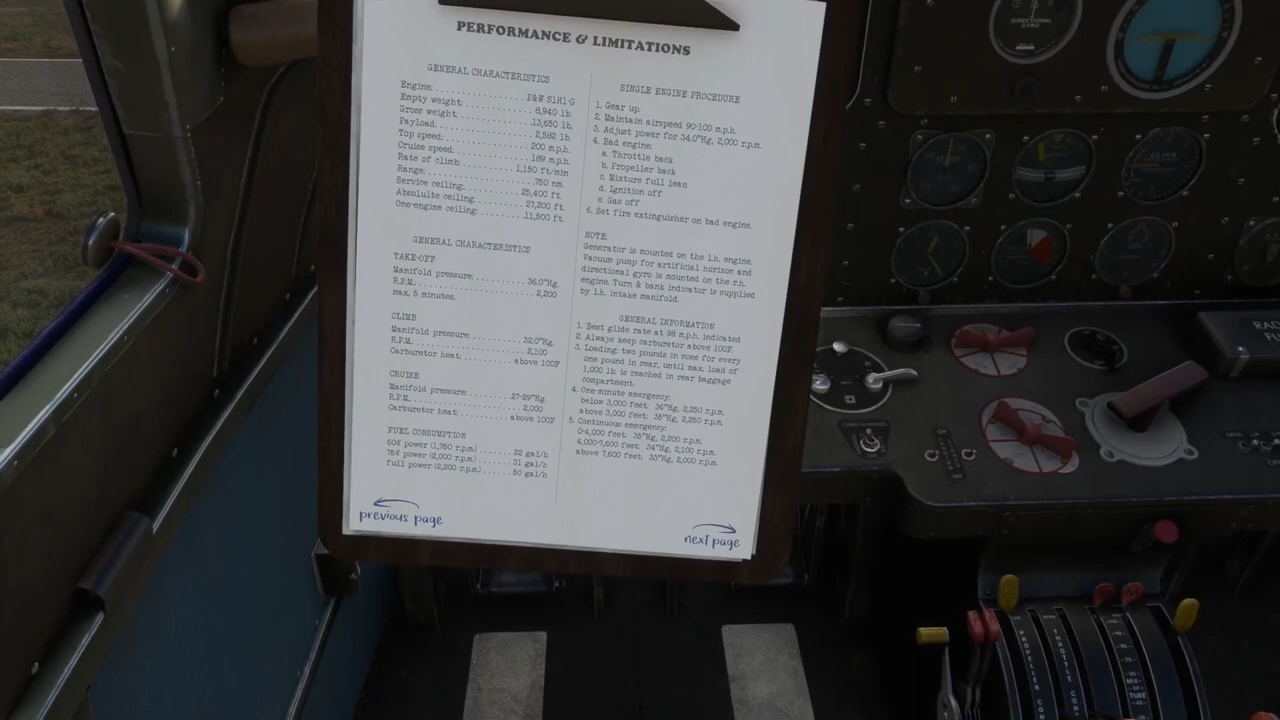 PERFORMANCE & LIMITATIONS
GENERAL CHARACTERISTICS
Engine: P&W S1H1-G
Empty weight: 8,940 lb.
Gross weight: 13,650 lb.
Payload: 2,582 lb.
Top speed: 200 m.p.h.
Cruise speed: 189 m.p.h.
Rate of climb: 1,150 ft/min
Range: 750 nm
Service ceiling: 25,400 ft.
Absolulte ceiling: 27,200 ft.
One-engine ceiling: 11,500 ft.
GENERAL CHARACTERISTICS
TAKE-OFF
Manifold pressure: 36.0"Hg.
R.P.M. 2,200
max. 5 minutes.
CLIMB
Manifold pressure: 32.0"Hg.
R.P.M.: 2,100
Carburetor heat: above 100F
CRUISE
Manifold pressure: 27-29"Hg.
R.P.M.: 2,000
Carburetor heat: above 100F
FUEL CONSUMPTION
60% power (1,750 r.p.m) 22 gal/h
75% power (2,000 r.p.m) 31 gal/h
full power (2,200 r.p.m) 50 gal/h
previous page
SINGLE ENGINE PROCEDURE
1. Gear up.
2. Maintain airspeed 90-100 m.p.h.
3. Adjust power for 34.0"Hg, 2,000 r.p.m.
4. Bad engine:
a. Throttle back
b. Propeller back
c. Mixture full lean
d. Ignition off
e. Gas off
6. Set fire extinguisher on bad engine.
NOTE:
Generator is mounted on the l.h. engine.
Vacuum pump for artificial horizon and
directional gyro is mounted on the r.h.
engine. Turn & bank indicator is supplied
by l.h. intake manifold.
GENERAL INFORMATION
1. Best glide rate at 98 m.p.h. indicated
2. Always keep carburetor above 100F.
3. Loading: two pounds in nose for every
one pound in rear, until max. load of
1,000 lb. is reached in rear baggage
compartment.
4. One-minute emergency:
below 3,000 feet: 36"Hg, 2,250 r.p.m.
above 3,000 feet: 35"Hg, 2,250 r.p.m.
5. Continuous emergency:
0-4,000 feet: 35"Hg, 2,200 r.p.m.
4,000-7,600 feet: 34"Hg, 2,100 r.p.m.
above 7,600 feet: 33"Hg, 2,000 r.p.m.
next page
DIRECTIONAL
GYRO
CLIMB
PROPELLER CON
THROTTLE CON
MIX
TURE